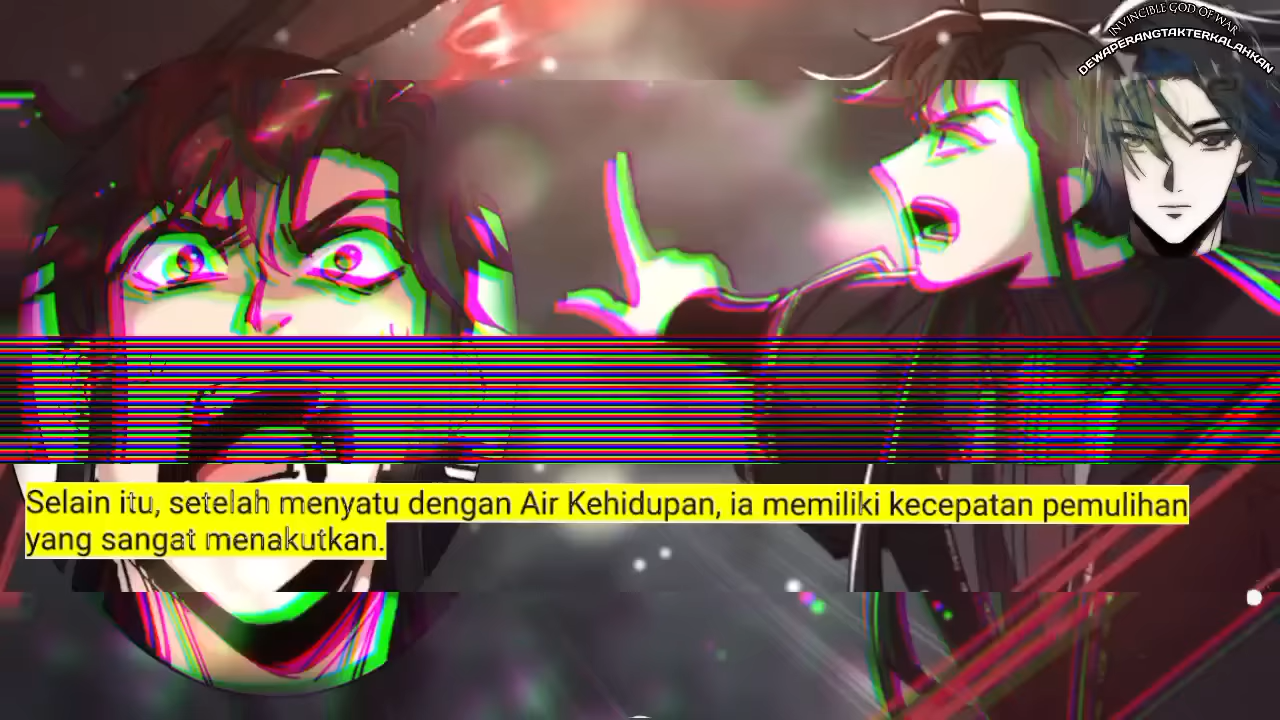 INVINCIBLE GOD OF WAR
DEWAPERANGTAKTERKALAHKAN
Selain itu, setelah menyatu dengan Air Kehidupan, ia memiliki kecepatan pemulihan
yang sangat menakutkan.